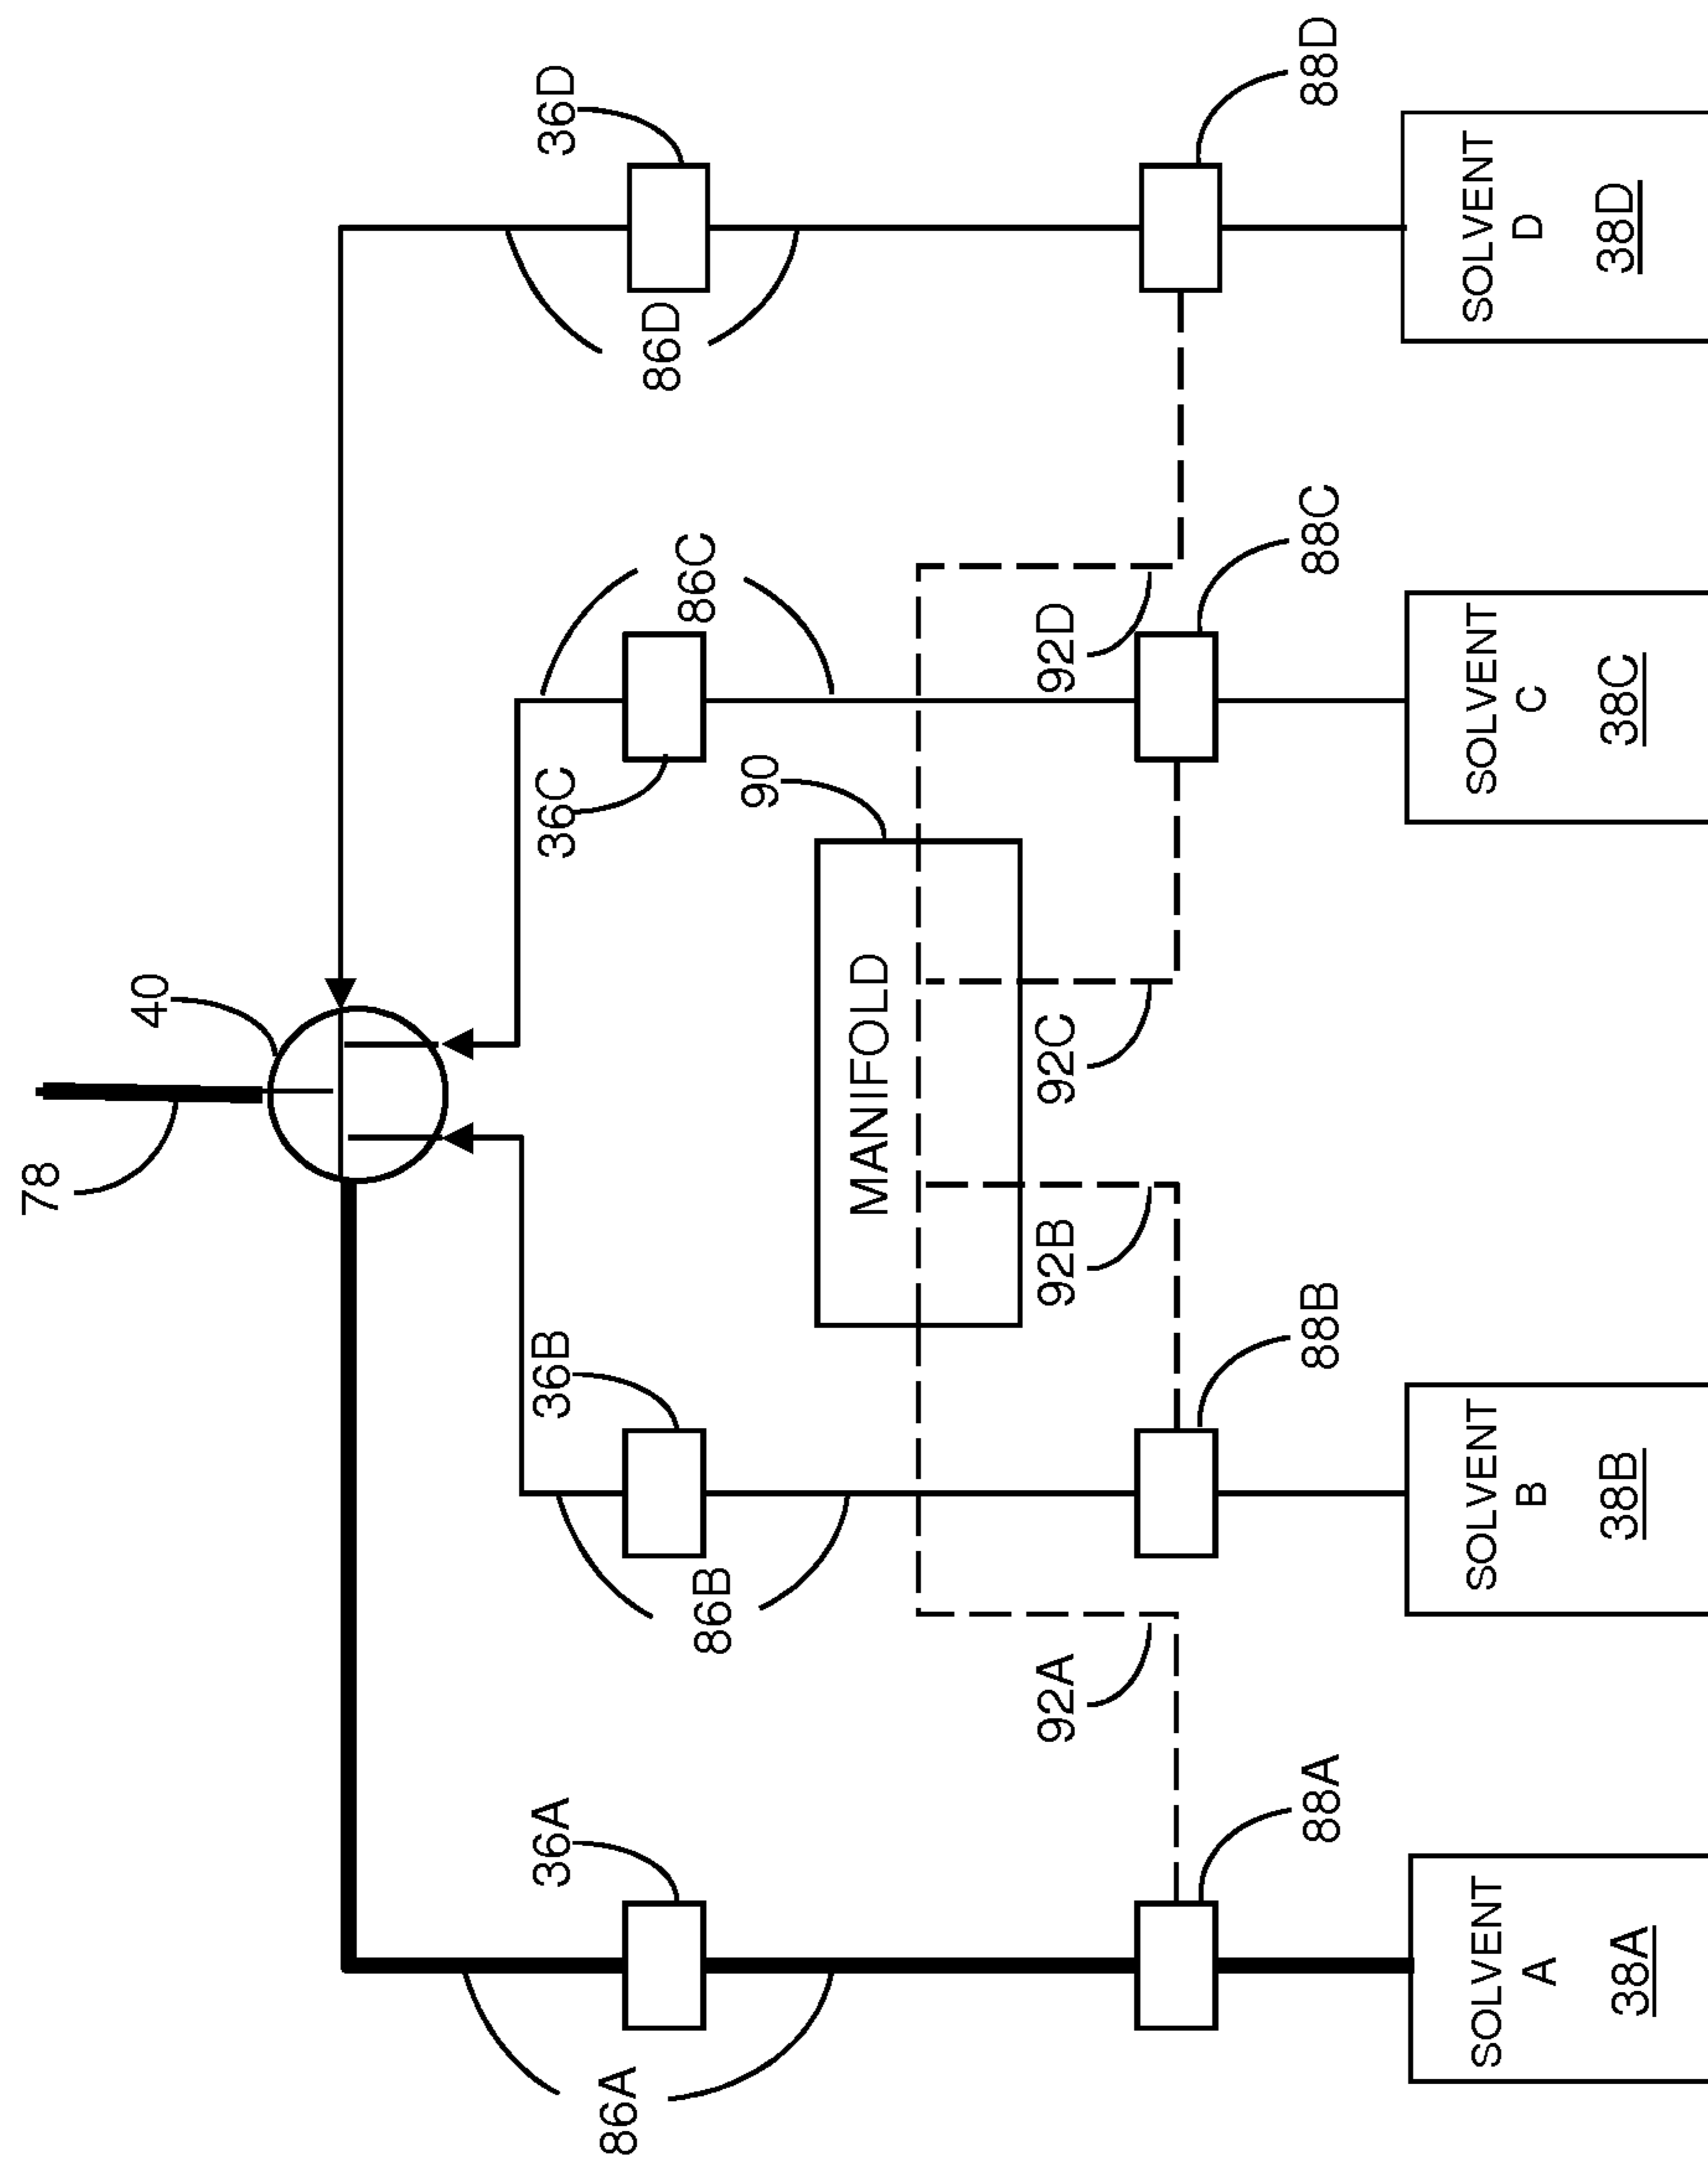 78
40
36A
36B
36C
36D
86A
86B
86C
86D
90
MANIFOLD
92A
92B
92C
92D
88A
88B
88C
88D
SOLVENT
A
38A
SOLVENT
B
38B
SOLVENT
C
38C
SOLVENT
D
38D